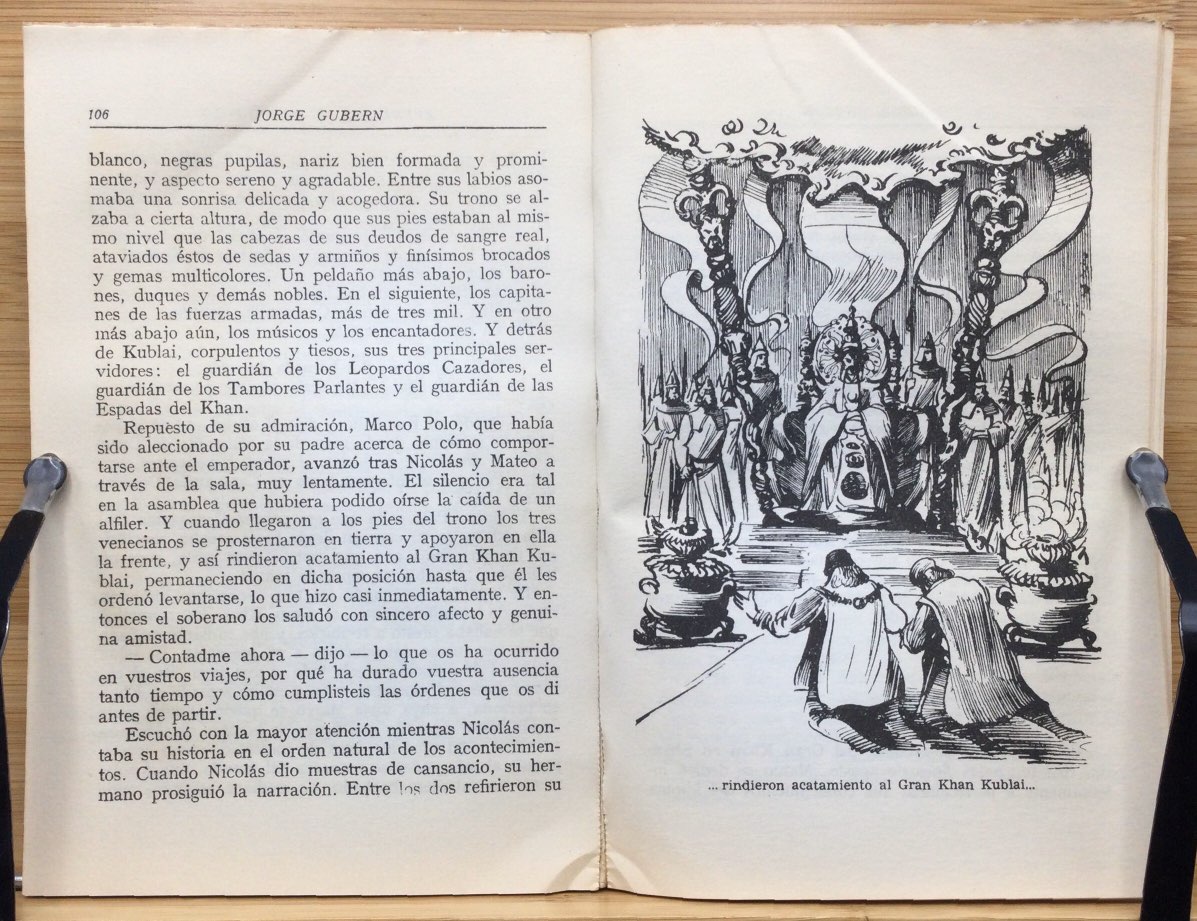 106
JORGE GUBERN
blanco, negras pupilas, nariz bien formada y promi-
nente, y aspecto sereno y agradable. Entre sus labios aso-
maba una sonrisa delicada y acogedora. Su trono se al-
zaba a cierta altura, de modo que sus pies estaban al mis-
mo nivel que las cabezas de sus deudos de sangre real,
ataviados éstos de sedas y armiños y finísimos brocados
y gemas multicolores. Un peldaño más abajo, los baro-
nes, duques y demás nobles. En el siguiente, los capita-
nes de las fuerzas armadas, más de tres mil. Y en otro
más abajo aún, los músicos y los encantadores. Y detrás
de Kublai, corpulentos y tiesos, sus tres principales ser-
vidores: el guardián de los Leopardos Cazadores, el
guardián de los Tambores Parlantes y el guardián de las
Espadas del Khan.
Repuesto de su admiración, Marco Polo, que había
sido aleccionado por su padre acerca de cómo compor-
tarse ante el emperador, avanzó tras Nicolás y Mateo a
través de la sala, muy lentamente. El silencio era tal
en la asamblea que hubiera podido oírse la caída de un
alfiler. Y cuando llegaron a los pies del trono los tres
venecianos se prosternaron en tierra y apoyaron en ella
la frente, y así rindieron acatamiento al Gran Khan Ku-
blai, permaneciendo en dicha posición hasta que él les
ordenó levantarse, lo que hizo casi inmediatamente. Y en-
tonces el soberano los saludó con sincero afecto y genui-
na amistad.
— Contadme ahora — dijo — lo que os ha ocurrido
en vuestros viajes, por qué ha durado vuestra ausencia
tanto tiempo y cómo cumplisteis las órdenes que os di
antes de partir.
Escuchó con la mayor atención mientras Nicolás con-
taba su historia en el orden natural de los acontecimien-
tos. Cuando Nicolás dio muestras de cansancio, su her-
mano prosiguió la narración. Entre los dos refirieron su
... rindieron acatamiento al Gran Khan Kublai...